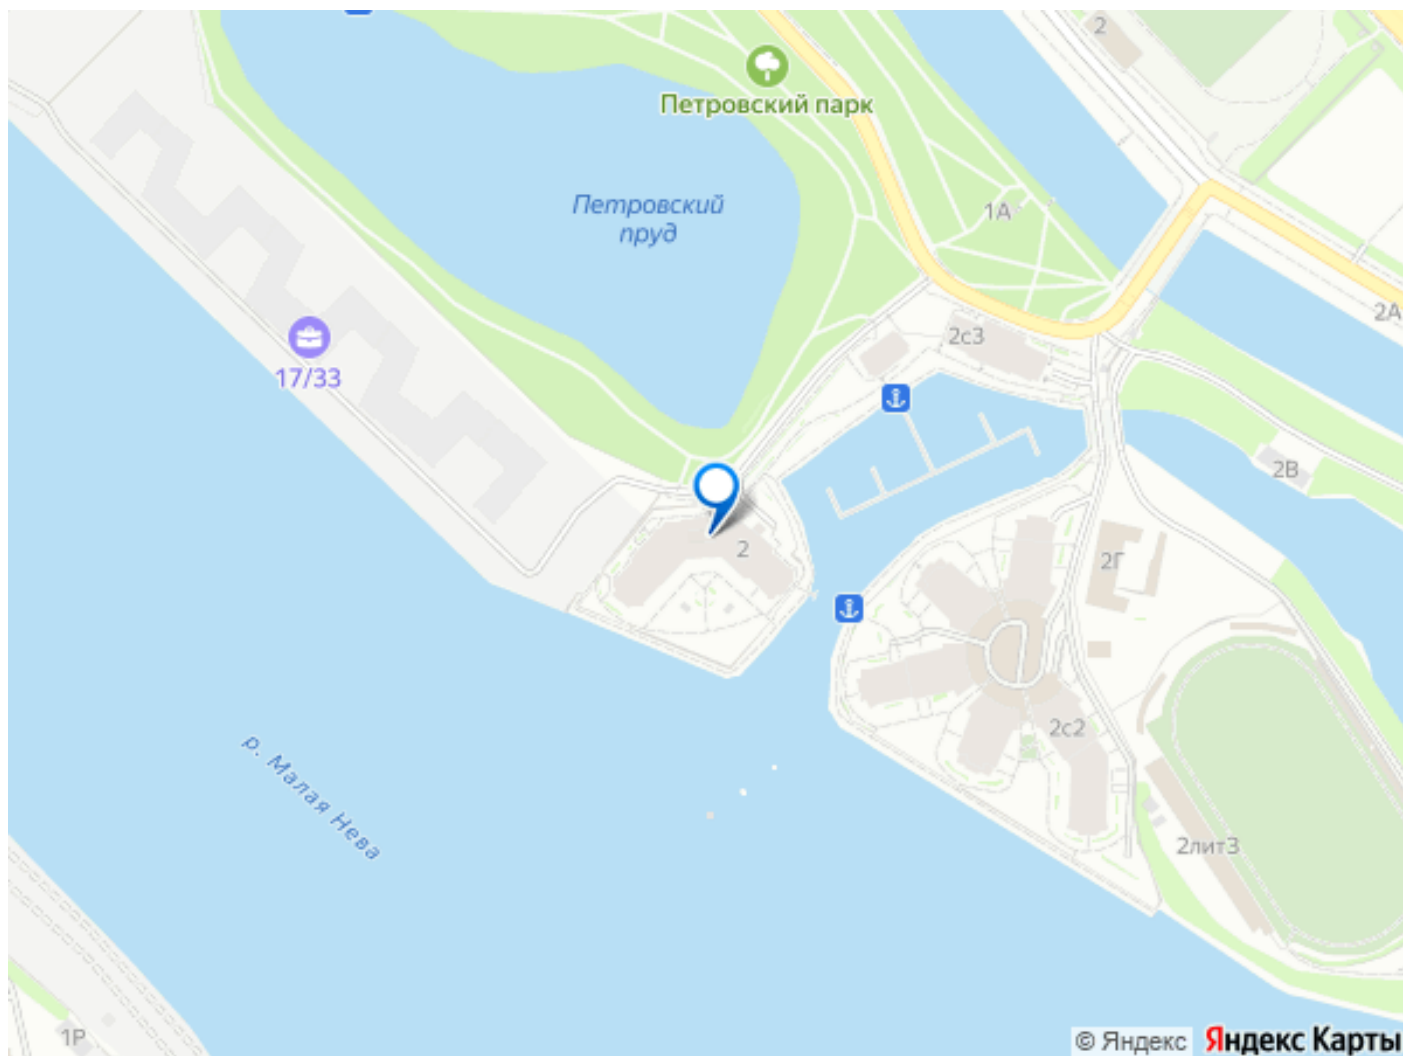 2
Петровский парк
Петровский
пруд
1А
2А
2с3
17/33
2В
2
2Г
2с2
р. Малая Нева
2лит3
1Р
© Яндекс Яндекс Карты